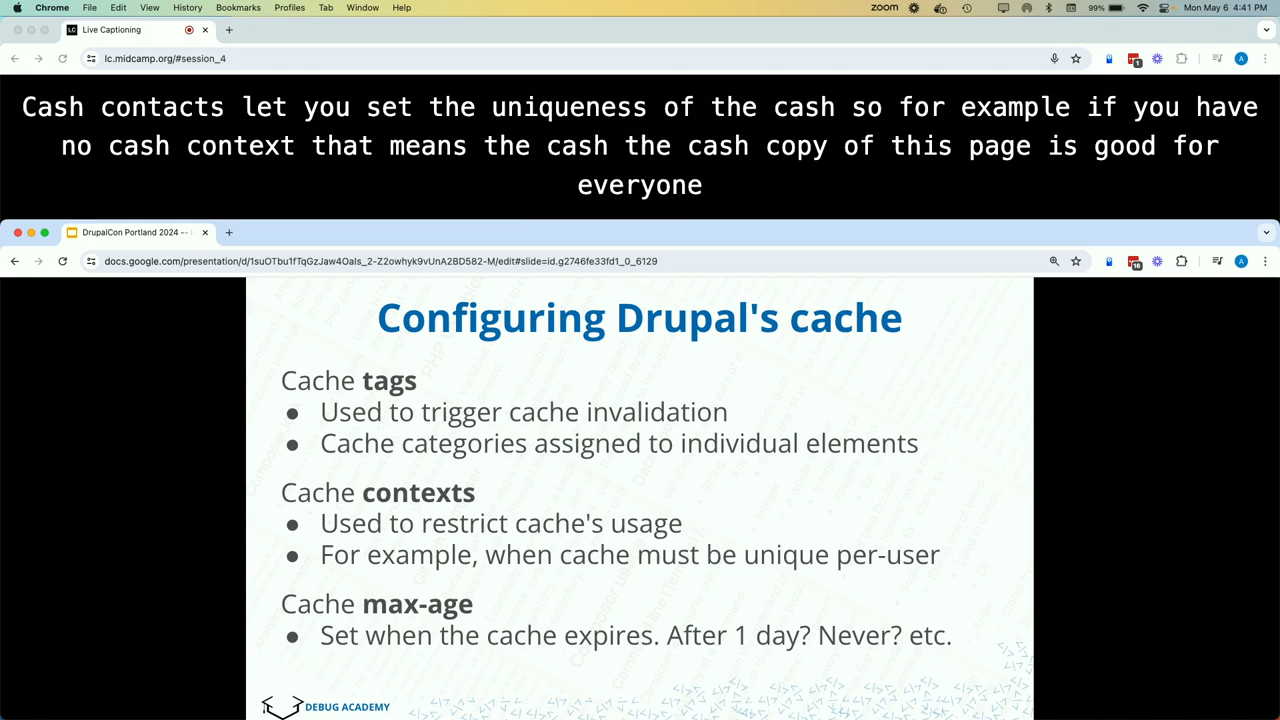 Chrome File Edit View History Bookmarks Profiles Tab Window Help zoom 99% Mon May 6 4:41 PM
LC Live Captioning
lc.midcamp.org/#session_4 1 A
Cash contacts let you set the uniqueness of the cash so for example if you have
no cash context that means the cash the cash copy of this page is good for
everyone
DrupalCon Portland 2024 --
docs.google.com/presentation/d/1suOTbu1fTqGzJaw4Oals_2-Z2owhyk9vUnA2BD582-M/edit#slide=id.g2746fe33fd1_0_6129 16 A
Configuring Drupal's cache
Cache tags
● Used to trigger cache invalidation
● Cache categories assigned to individual elements
Cache contexts
● Used to restrict cache's usage
● For example, when cache must be unique per-user
Cache max-age
● Set when the cache expires. After 1 day? Never? etc.
DEBUG ACADEMY